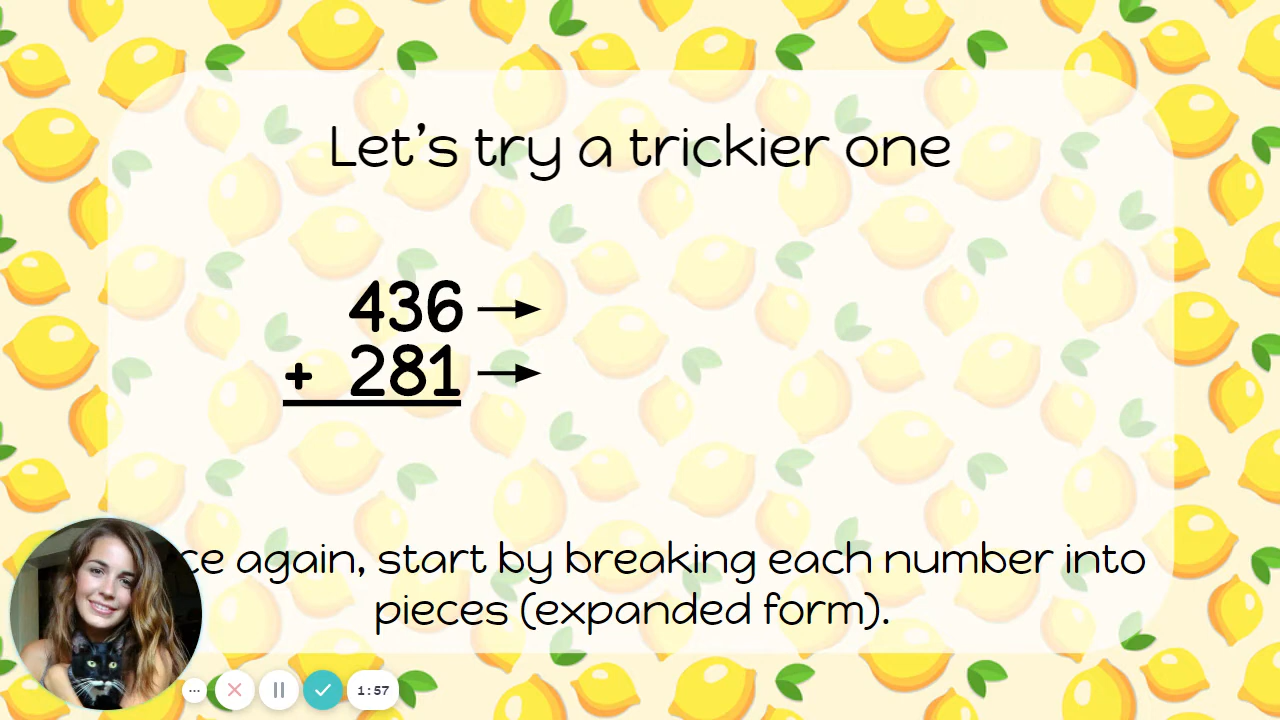 Let's try a trickier one
436 →
+ 281 →
ce again, start by breaking each number into
pieces (expanded form).
1:57